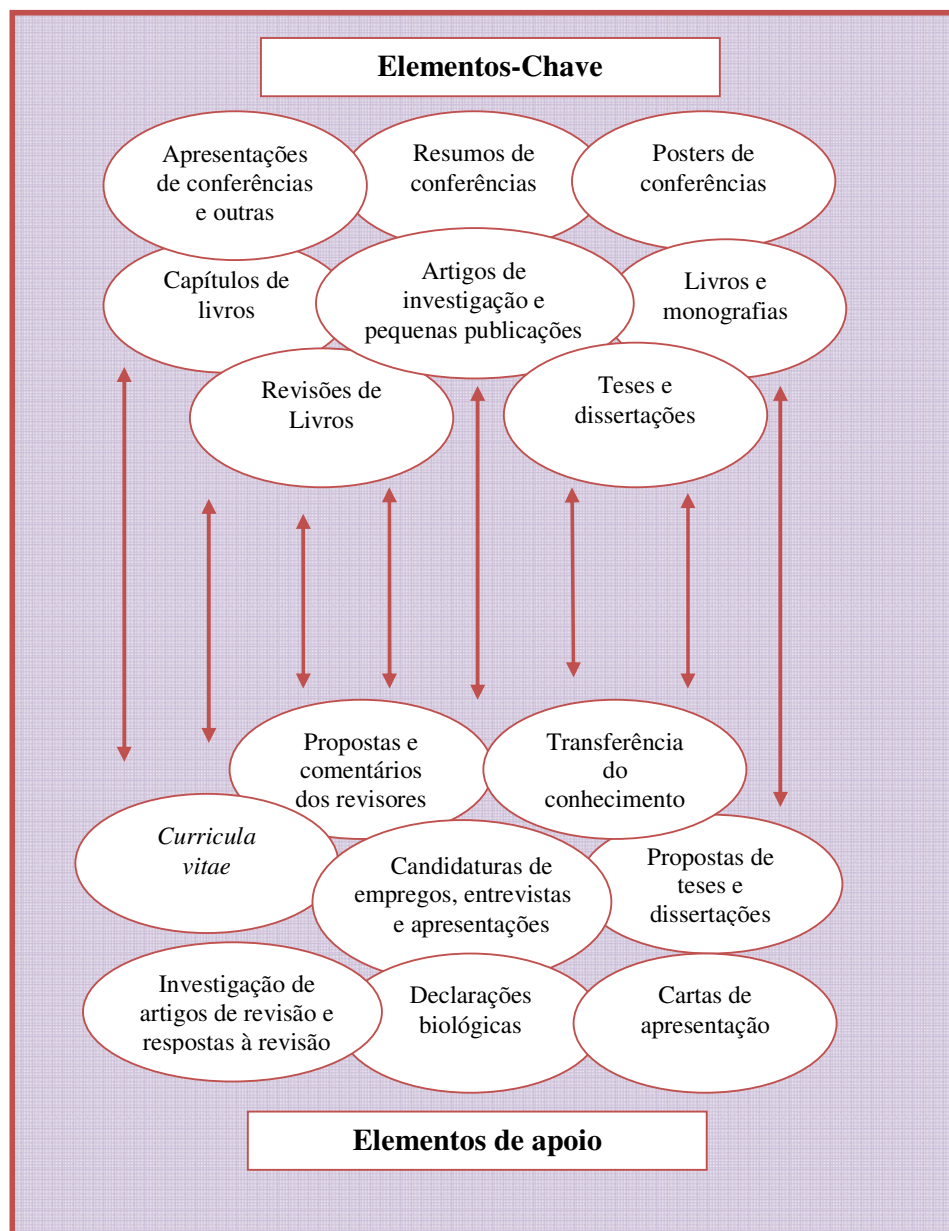 Elementos-Chave
Apresentações
de conferências
e outras
Resumos de
conferências
Posters de
conferências
Capítulos de
livros
Artigos de
investigação e
pequenas publicações
Livros e
monografias
Revisões de
Livros
Teses e
dissertações
Propostas e
comentários
dos revisores
Transferência
do
conhecimento
Curricula
vitae
Candidaturas de
empregos, entrevistas
e apresentações
Propostas de
teses e
dissertações
Investigação de
artigos de revisão e
respostas à revisão
Declarações
biológicas
Cartas de
apresentação
Elementos de apoio